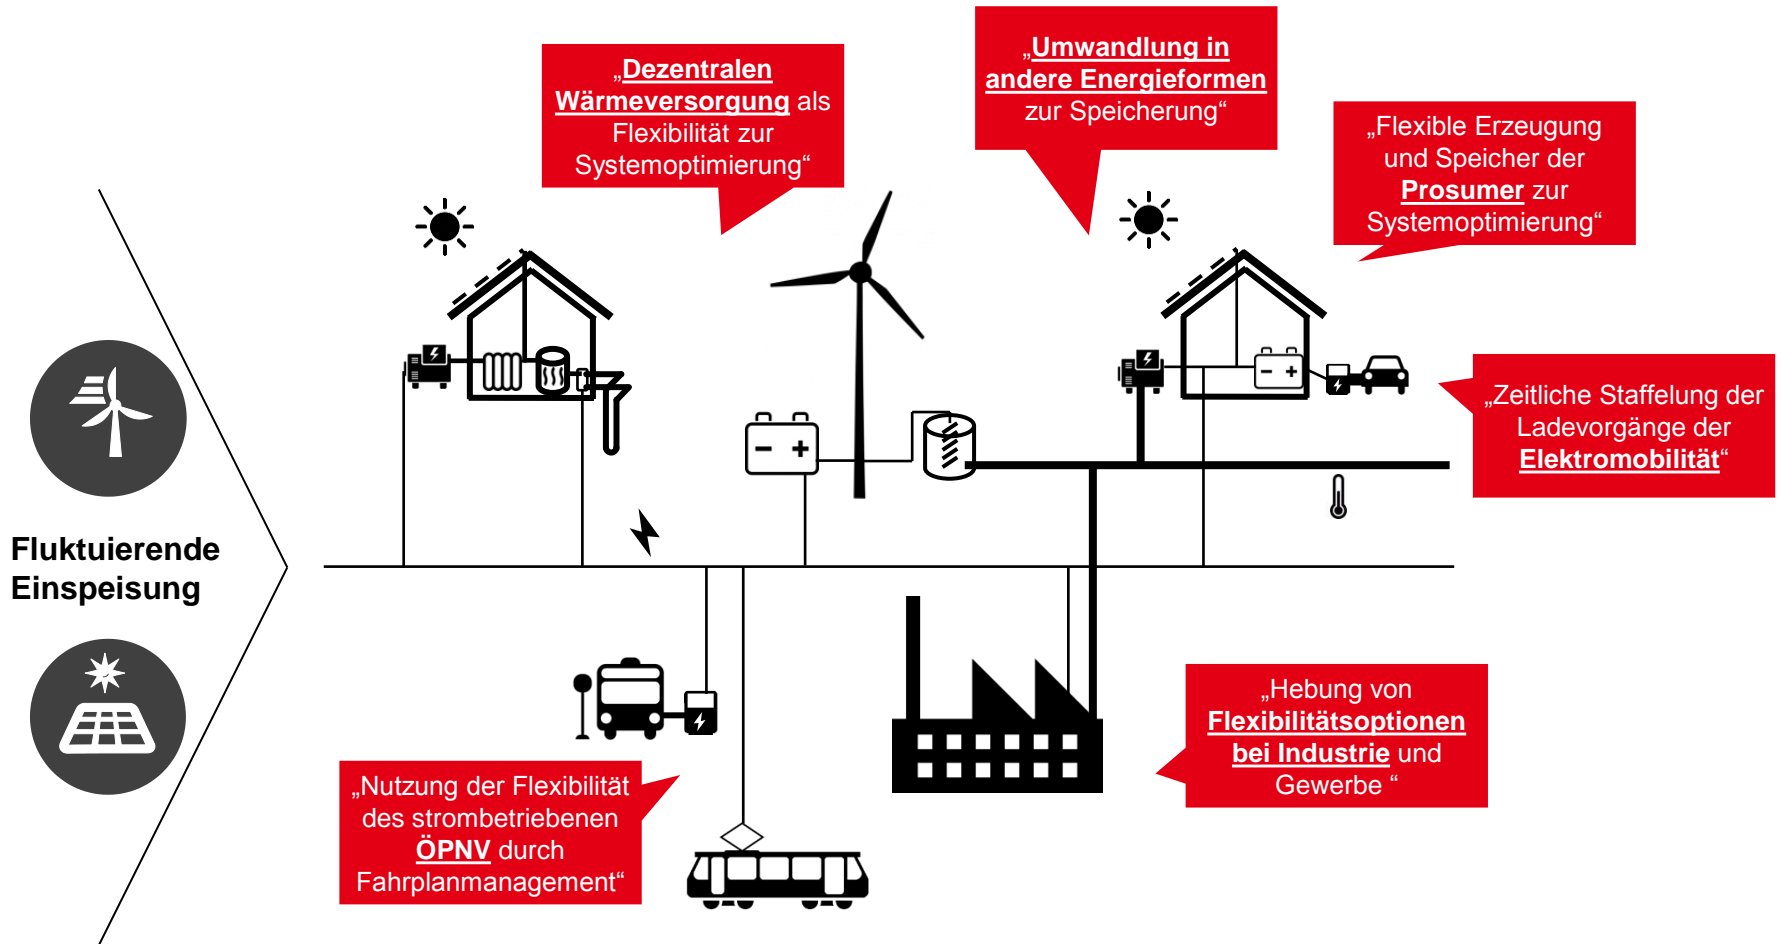 „Dezentralen
Wärmeversorgung als
Flexibilität zur
Systemoptimierung“
„Umwandlung in
andere Energieformen
zur Speicherung“
„Flexible Erzeugung
und Speicher der
Prosumer zur
Systemoptimierung“
„Zeitliche Staffelung der
Ladevorgänge der
Elektromobilität“
Fluktuierende
Einspeisung
„Hebung von
Flexibilitätsoptionen
bei Industrie und
Gewerbe “
„Nutzung der Flexibilität
des strombetriebenen
ÖPNV durch
Fahrplanmanagement“